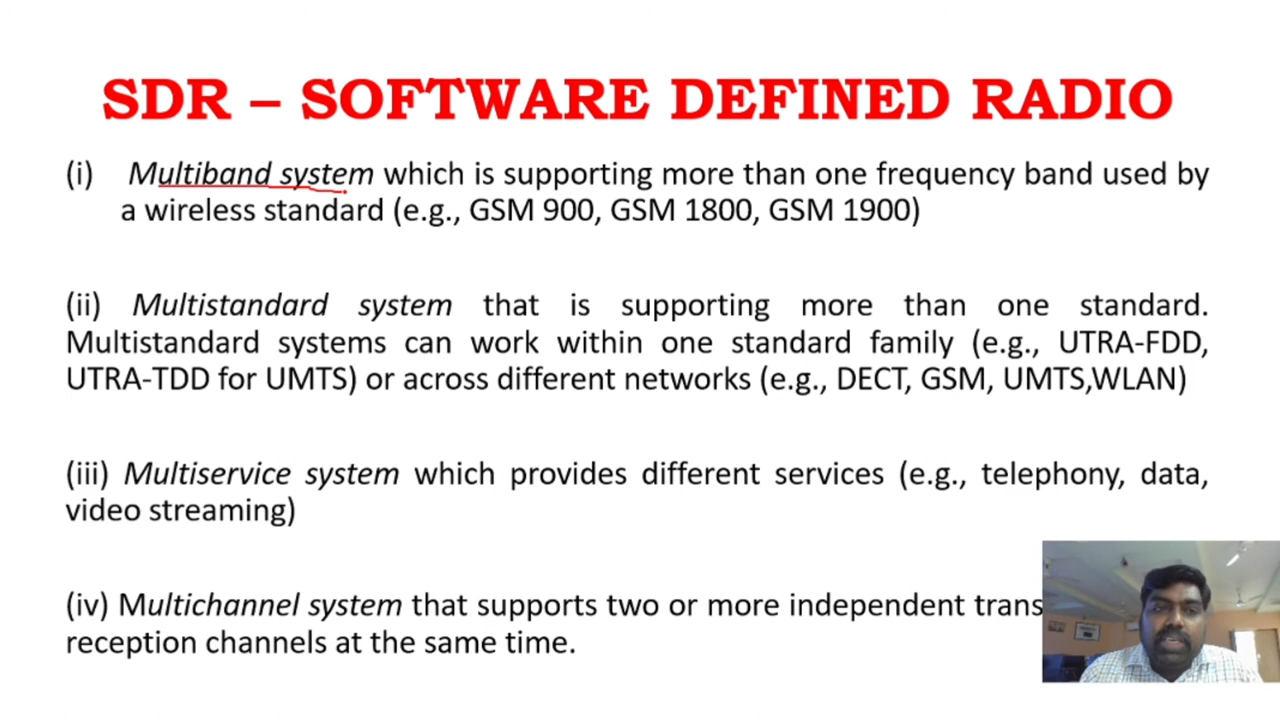 SDR – SOFTWARE DEFINED RADIO
(i) Multiband system which is supporting more than one frequency band used by
a wireless standard (e.g., GSM 900, GSM 1800, GSM 1900)
(ii) Multistandard system that is supporting more than one standard.
Multistandard systems can work within one standard family (e.g., UTRA-FDD,
UTRA-TDD for UMTS) or across different networks (e.g., DECT, GSM, UMTS,WLAN)
(iii) Multiservice system which provides different services (e.g., telephony, data,
video streaming)
(iv) Multichannel system that supports two or more independent trans
reception channels at the same time.